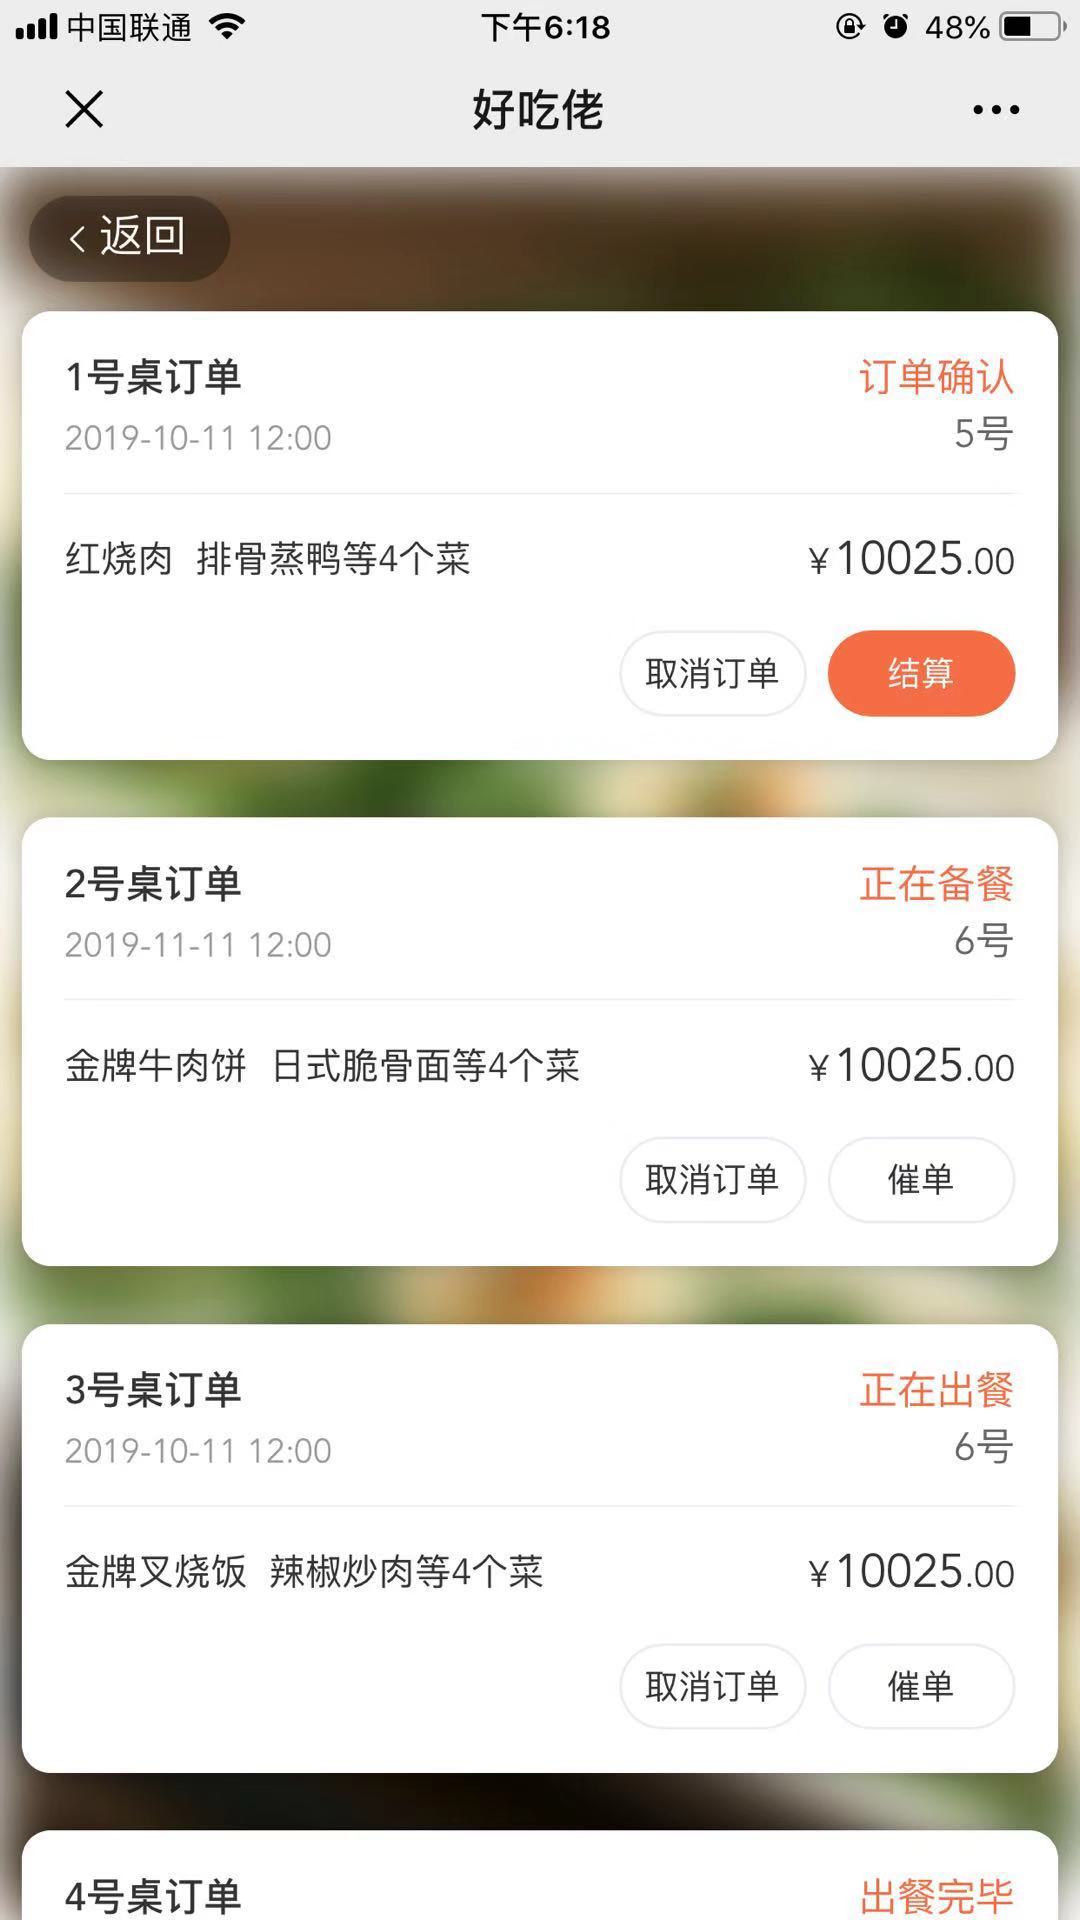 中国联通 下午6:18 48%
好吃佬
返回
1号桌订单 订单确认
2019-10-11 12:00 5号
红烧肉 排骨蒸鸭等4个菜 ¥10025.00
取消订单 结算
2号桌订单 正在备餐
2019-11-11 12:00 6号
金牌牛肉饼 日式脆骨面等4个菜 ¥10025.00
取消订单 催单
3号桌订单 正在出餐
2019-10-11 12:00 6号
金牌叉烧饭 辣椒炒肉等4个菜 ¥10025.00
取消订单 催单
4号桌订单 出餐完毕